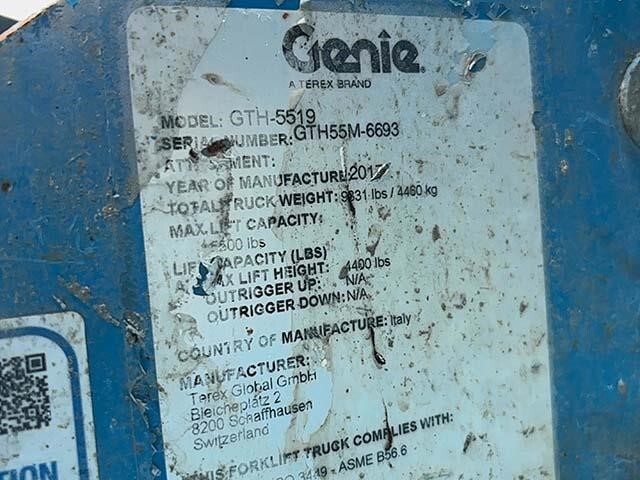 Genie
A TEREX BRAND
MODEL: GTH-5519
SERIAL NUMBER: GTH55M-6693
YEAR OF MANUFACTURE:
TOTAL TRUCK WEIGHT: 9831 lbs / 4460 kg
MAX. LIFT CAPACITY:
lbs
LIFT CAPACITY (LBS)
MAX LIFT HEIGHT: 4400 lbs
OUTRIGGER UP: N/A
OUTRIGGER DOWN: N/A
COUNTRY OF MANUFACTURE: Italy
MANUFACTURER:
Terex Global GmbH
Bleicheplatz 2
8200 Schaffhausen
Switzerland
THIS FORKLIFT TRUCK COMPLIES WITH:
- ASME B56.6